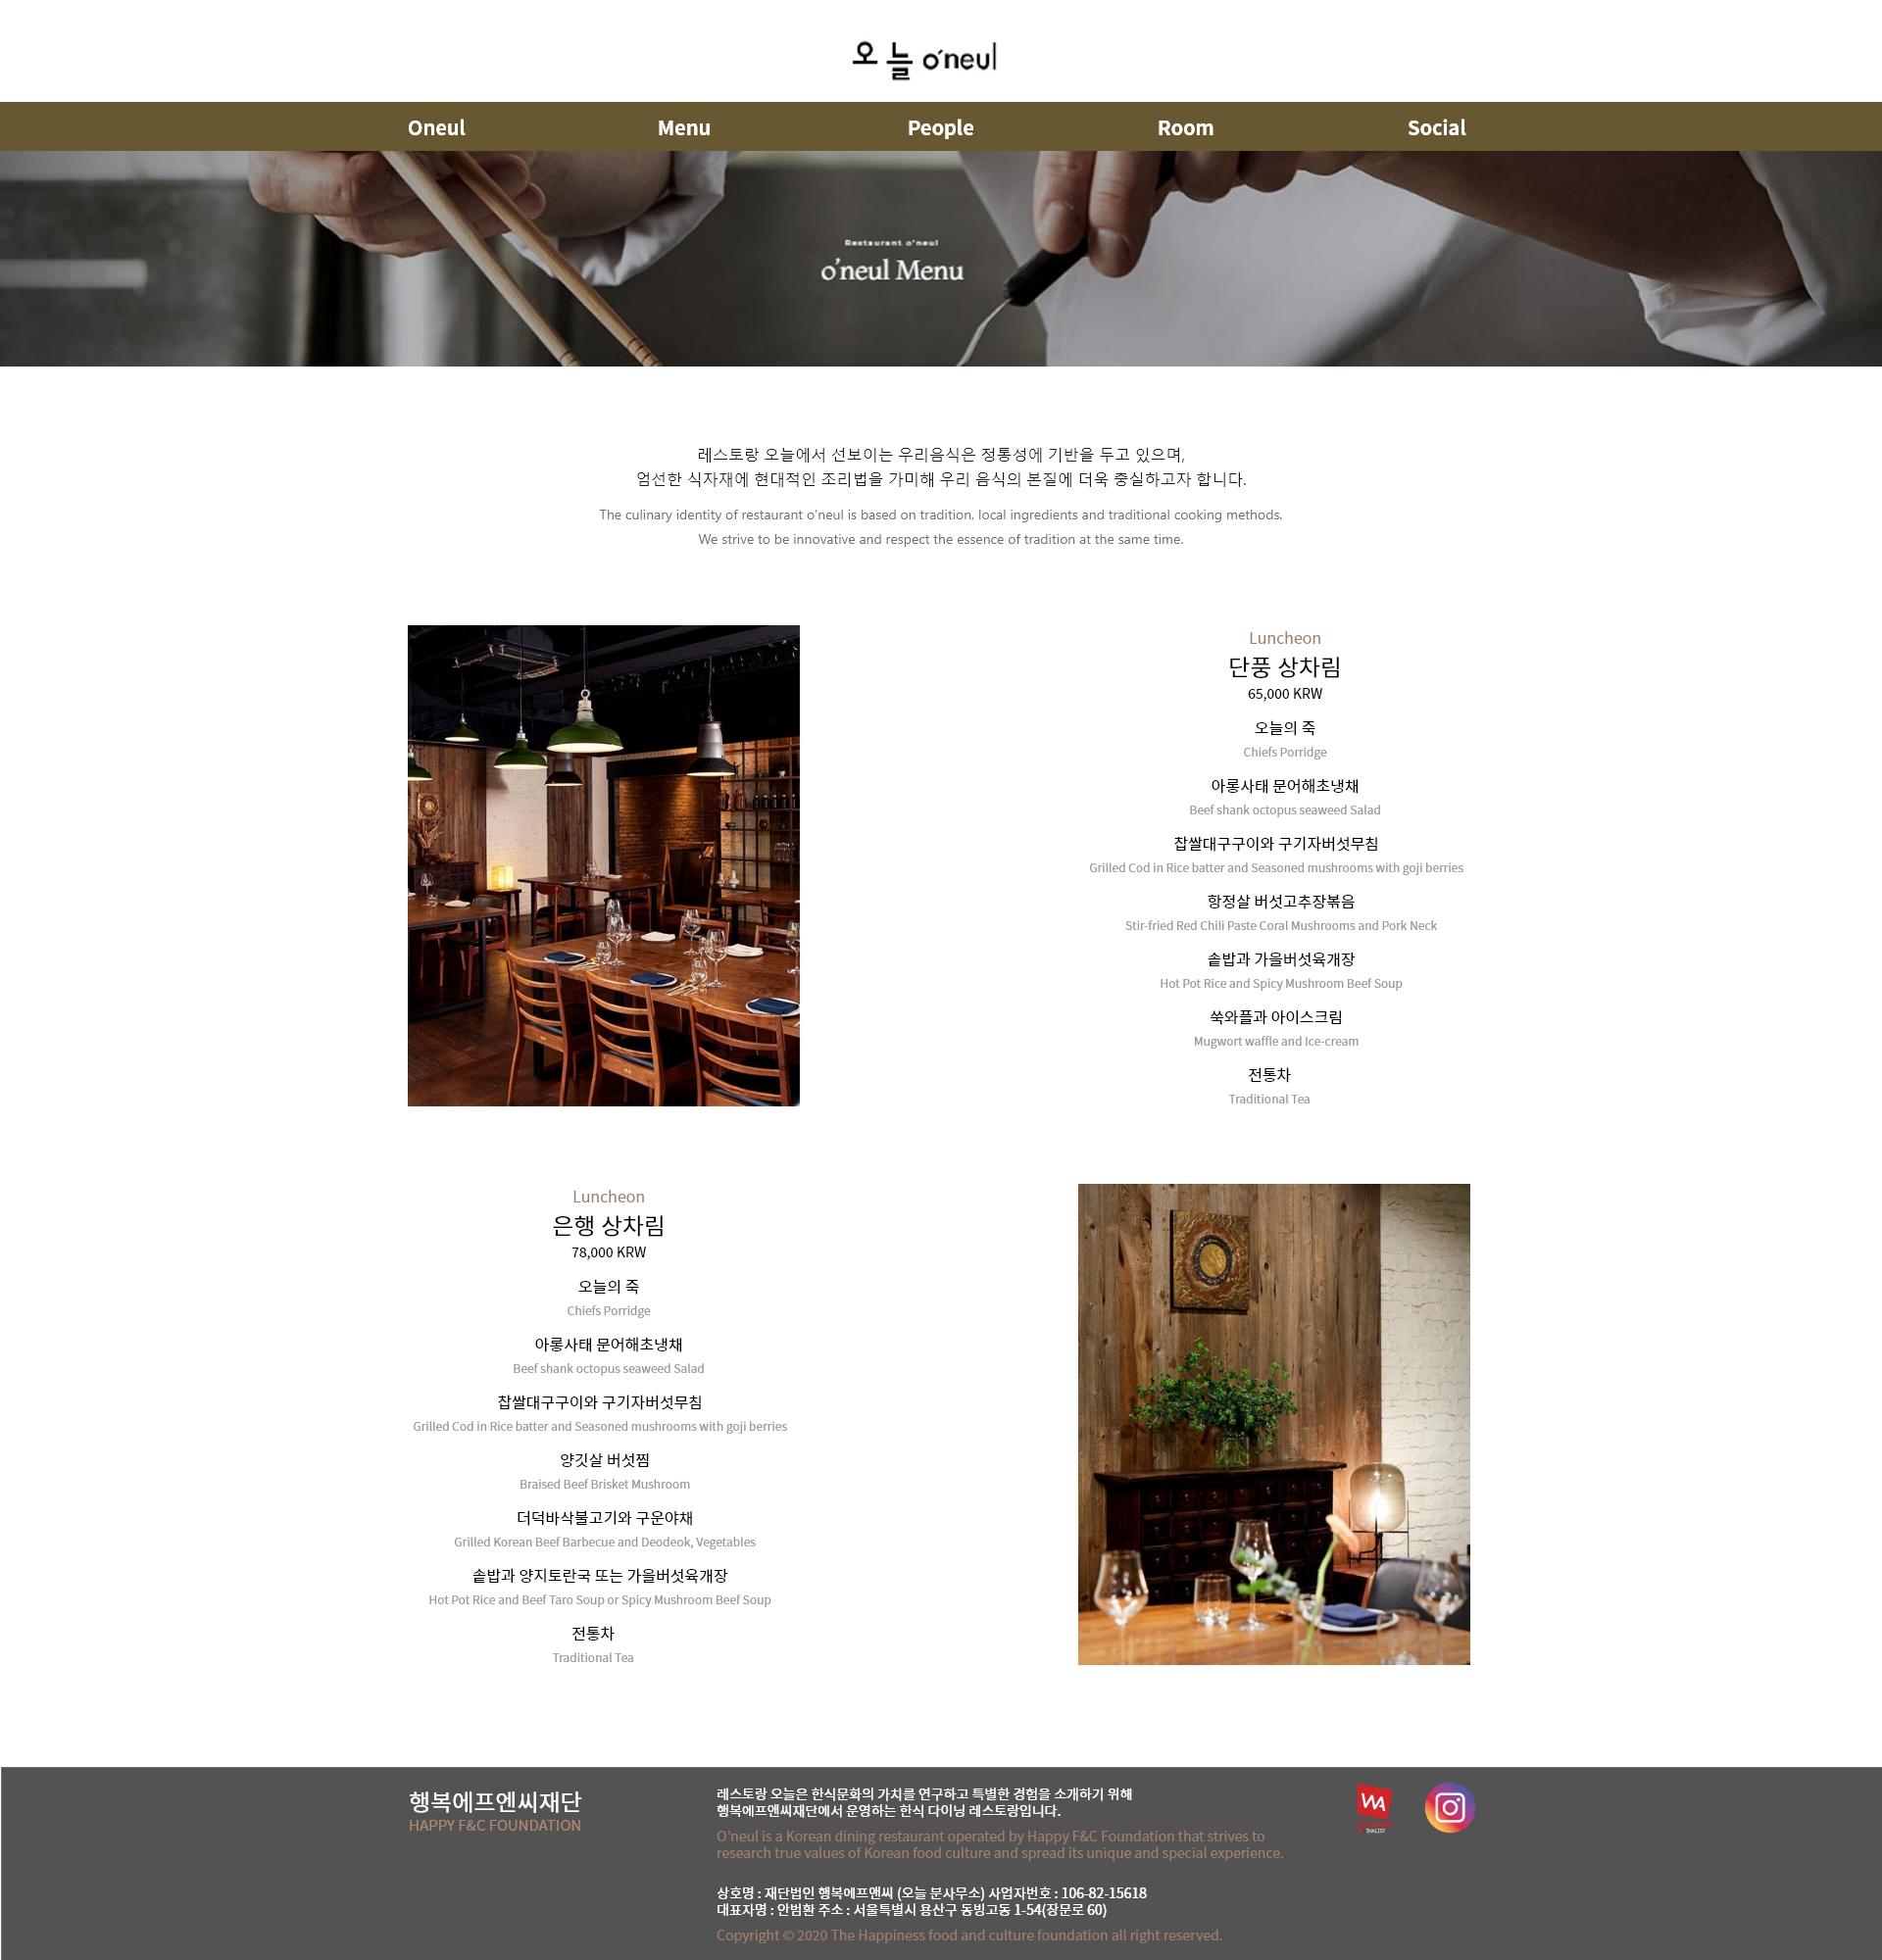 오늘 o'neul
Oneul Menu People Room Social
Restaurant o'neul
o'neul Menu
레스토랑 오늘에서 선보이는 우리음식은 정통성에 기반을 두고 있으며,
엄선한 식자재에 현대적인 조리법을 가미해 우리 음식의 본질에 더욱 충실하고자 합니다.
The culinary identity of restaurant o'neul is based on tradition, local ingredients and traditional cooking methods.
We strive to be innovative and respect the essence of tradition at the same time.
Luncheon
단풍 상차림
65,000 KRW
오늘의 죽
Chiefs Porridge
아롱사태 문어해초냉채
Beef shank octopus seaweed Salad
찹쌀대구구이와 구기자버섯무침
Grilled Cod in Rice batter and Seasoned mushrooms with goji berries
항정살 버섯고추장볶음
Stir-fried Red Chili Paste Coral Mushrooms and Pork Neck
솥밥과 가을버섯육개장
Hot Pot Rice and Spicy Mushroom Beef Soup
쑥와플과 아이스크림
Mugwort waffle and Ice-cream
전통차
Traditional Tea
Luncheon
은행 상차림
78,000 KRW
오늘의 죽
Chiefs Porridge
아롱사태 문어해초냉채
Beef shank octopus seaweed Salad
찹쌀대구구이와 구기자버섯무침
Grilled Cod in Rice batter and Seasoned mushrooms with goji berries
양깃살 버섯찜
Braised Beef Brisket Mushroom
더덕바삭불고기와 구운야채
Grilled Korean Beef Barbecue and Deodeok, Vegetables
솥밥과 양지토란국 또는 가을버섯육개장
Hot Pot Rice and Beef Taro Soup or Spicy Mushroom Beef Soup
전통차
Traditional Tea
행복에프엔씨재단
HAPPY F&C FOUNDATION
레스토랑 오늘은 한식문화의 가치를 연구하고 특별한 경험을 소개하기 위해
행복에프앤씨재단에서 운영하는 한식 다이닝 레스토랑입니다.
O'neul is a Korean dining restaurant operated by Happy F&C Foundation that strives to
research true values of Korean food culture and spread its unique and special experience.
상호명 : 재단법인 행복에프앤씨 (오늘 분사무소) 사업자번호 : 106-82-15618
대표자명 : 안범환 주소 : 서울특별시 용산구 동빙고동 1-54(장문로 60)
Copyright © 2020 The Happiness food and culture foundation all right reserved.
WA